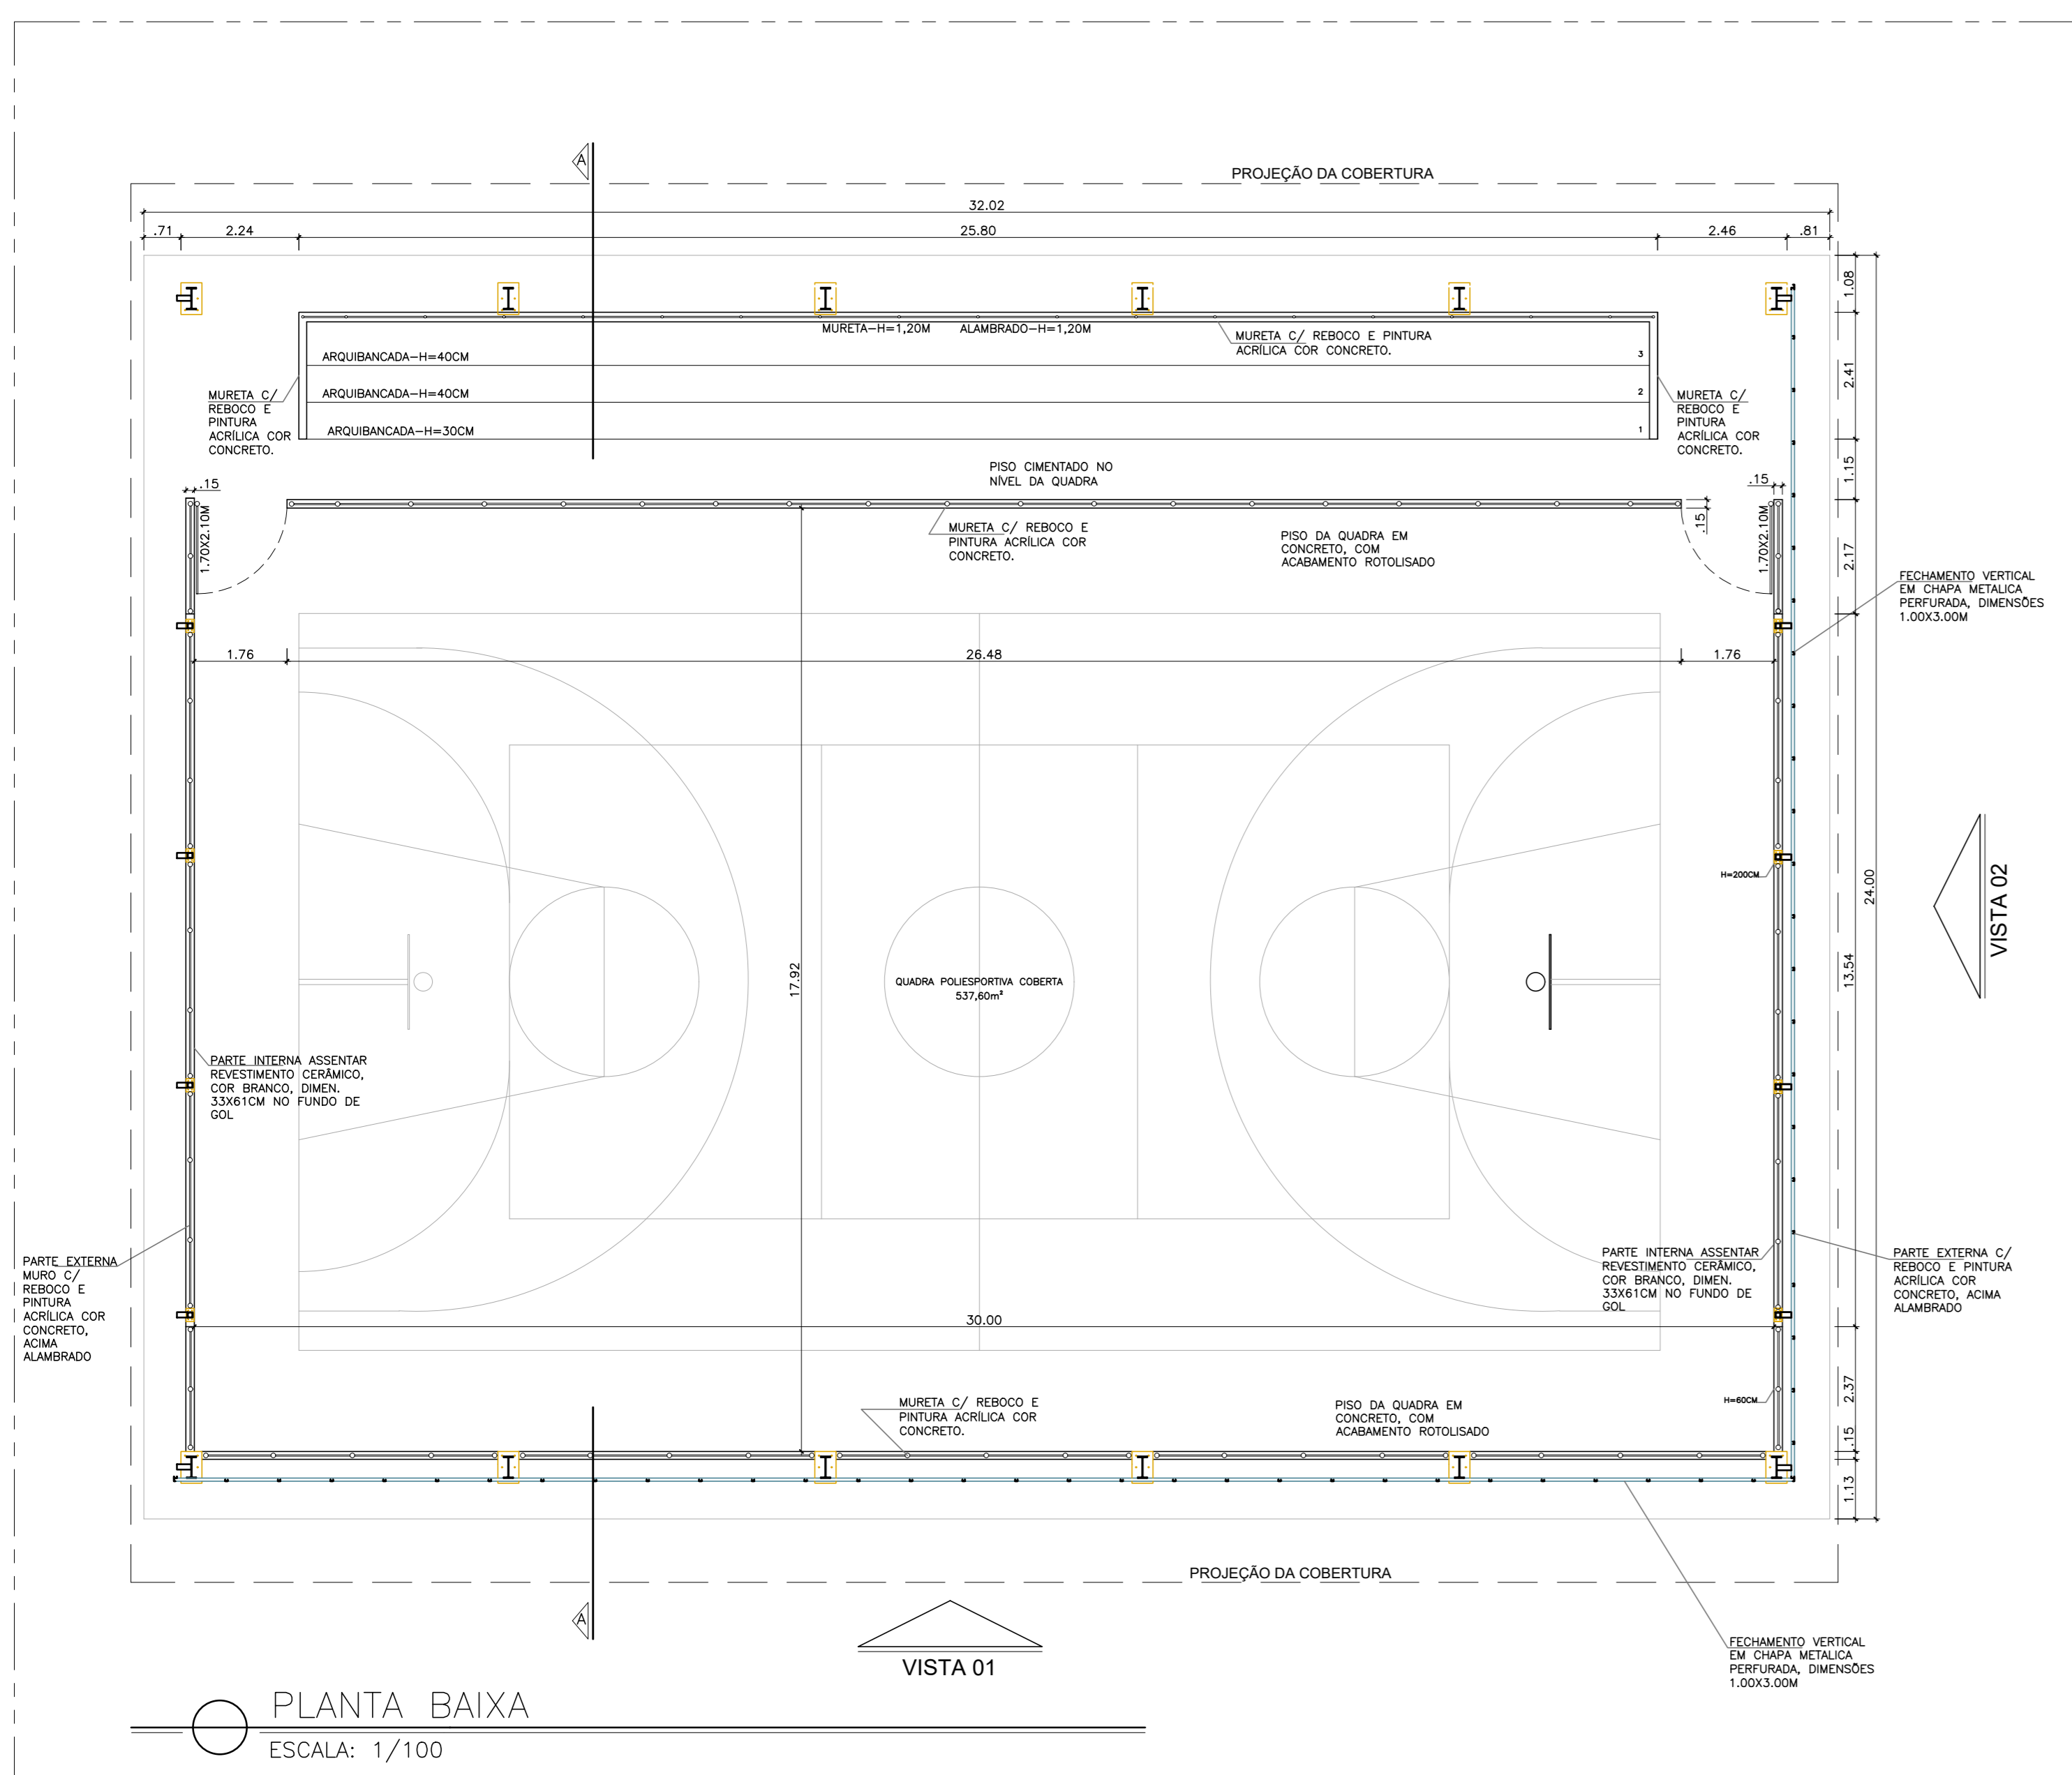 A
PROJEÇÃO DA COBERTURA
32.02
.71
2.24
25.80
2.46
.81
1.08
MURETA-H=1,20M
ALAMBRADO-H=1,20M
MURETA C/ REBOCO E PINTURA
ACRÍLICA COR CONCRETO.
ARQUIBANCADA-H=40CM
3
2.41
MURETA C/
REBOCO E
PINTURA
ACRÍLICA COR
CONCRETO.
ARQUIBANCADA-H=40CM
2
MURETA C/
REBOCO E
PINTURA
ACRÍLICA COR
CONCRETO.
ARQUIBANCADA-H=30CM
1
PISO CIMENTADO NO
NÍVEL DA QUADRA
1.15
.15
.15
1.70X2.10M
MURETA C/ REBOCO E
PINTURA ACRÍLICA COR
CONCRETO.
PISO DA QUADRA EM
CONCRETO, COM
ACABAMENTO ROTOLISADO
.15
1.70X2.10M
2.17
FECHAMENTO VERTICAL
EM CHAPA METALICA
PERFURADA, DIMENSÕES
1.00X3.00M
1.76
26.48
1.76
H=200CM
24.00
VISTA 02
17.92
QUADRA POLIESPORTIVA COBERTA
537,60m²
13.54
PARTE INTERNA ASSENTAR
REVESTIMENTO CERÂMICO,
COR BRANCO, DIMEN.
33X61CM NO FUNDO DE
GOL
PARTE EXTERNA
MURO C/
REBOCO E
PINTURA
ACRÍLICA COR
CONCRETO,
ACIMA
ALAMBRADO
PARTE INTERNA ASSENTAR
REVESTIMENTO CERÂMICO,
COR BRANCO, DIMEN.
33X61CM NO FUNDO DE
GOL
PARTE EXTERNA C/
REBOCO E PINTURA
ACRÍLICA COR
CONCRETO, ACIMA
ALAMBRADO
30.00
MURETA C/ REBOCO E
PINTURA ACRÍLICA COR
CONCRETO.
PISO DA QUADRA EM
CONCRETO, COM
ACABAMENTO ROTOLISADO
H=60CM
2.37
.15
1.13
PROJEÇÃO DA COBERTURA
A
VISTA 01
FECHAMENTO VERTICAL
EM CHAPA METALICA
PERFURADA, DIMENSÕES
1.00X3.00M
PLANTA BAIXA
ESCALA: 1/100